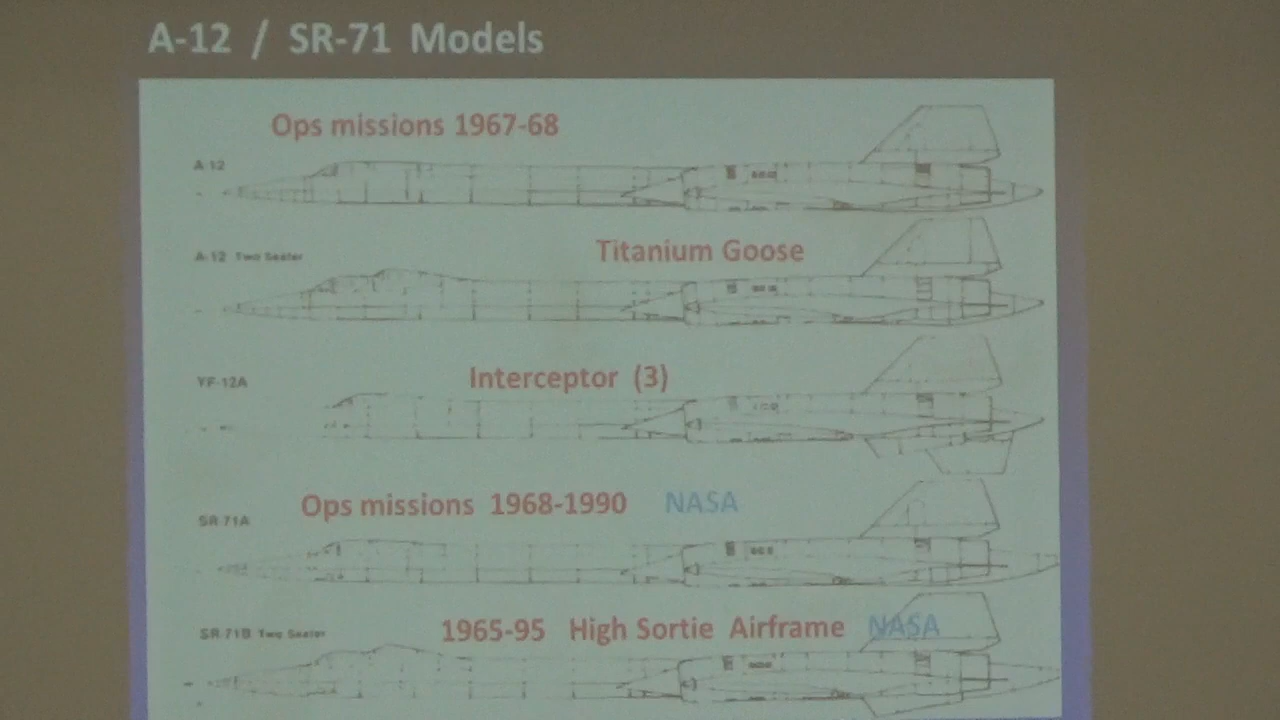 A-12 / SR-71 Models
Ops missions 1967-68
A-12
A-12 Two Seater
Titanium Goose
YF-12A
Interceptor (3)
Ops missions 1968-1990 NASA
SR-71A
SR-71B Two Seater
1965-95 High Sortie Airframe NASA